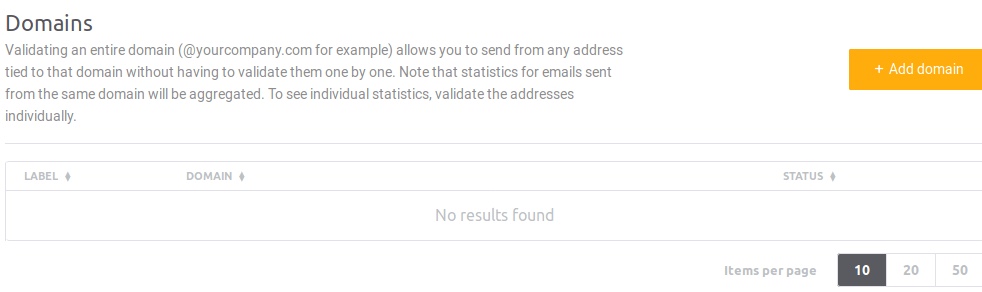 Domains
Validating an entire domain (@yourcompany.com for example) allows you to send from any address
tied to that domain without having to validate them one by one. Note that statistics for emails sent
from the same domain will be aggregated. To see individual statistics, validate the addresses
individually.
+ Add domain
LABEL DOMAIN STATUS
No results found
Items per page 10 20 50